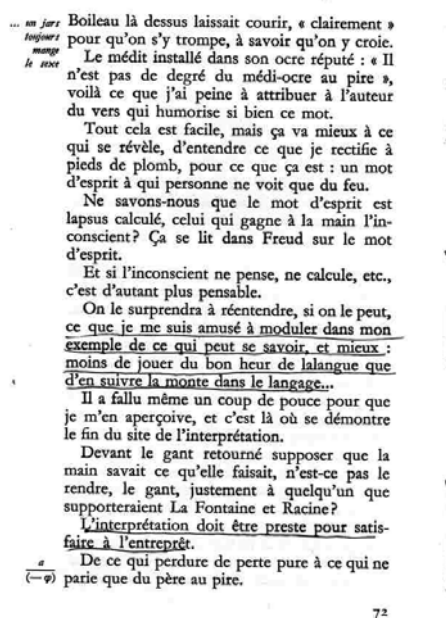 ... un jars
toujours
mange
le sexe
Boileau là dessus laissait courir, « clairement »
pour qu'on s'y trompe, à savoir qu'on y croie.
Le médit installé dans son ocre réputé : « Il
n'est pas de degré du médi-ocre au pire »,
voilà ce que j'ai peine à attribuer à l'auteur
du vers qui humorise si bien ce mot.
Tout cela est facile, mais ça va mieux à ce
qui se révèle, d'entendre ce que je rectifie à
pieds de plomb, pour ce que ça est : un mot
d'esprit à qui personne ne voit que du feu.
Ne savons-nous que le mot d'esprit est
lapsus calculé, celui qui gagne à la main l'in-
conscient? Ça se lit dans Freud sur le mot
d'esprit.
Et si l'inconscient ne pense, ne calcule, etc.,
c'est d'autant plus pensable.
On le surprendra à réentendre, si on le peut,
ce que je me suis amusé à moduler dans mon
exemple de ce qui peut se savoir, et mieux :
moins de jouer du bon heur de lalangue que
d'en suivre la monte dans le langage...
Il a fallu même un coup de pouce pour que
je m'en aperçoive, et c'est là où se démontre
le fin du site de l'interprétation.
Devant le gant retourné supposer que la
main savait ce qu'elle faisait, n'est-ce pas le
rendre, le gant, justement à quelqu'un que
supporteraient La Fontaine et Racine?
L'interprétation doit être preste pour satis-
faire à l'entreprêt.
De ce qui perdure de perte pure à ce qui ne
parie que du père au pire.
a
(—φ)
72